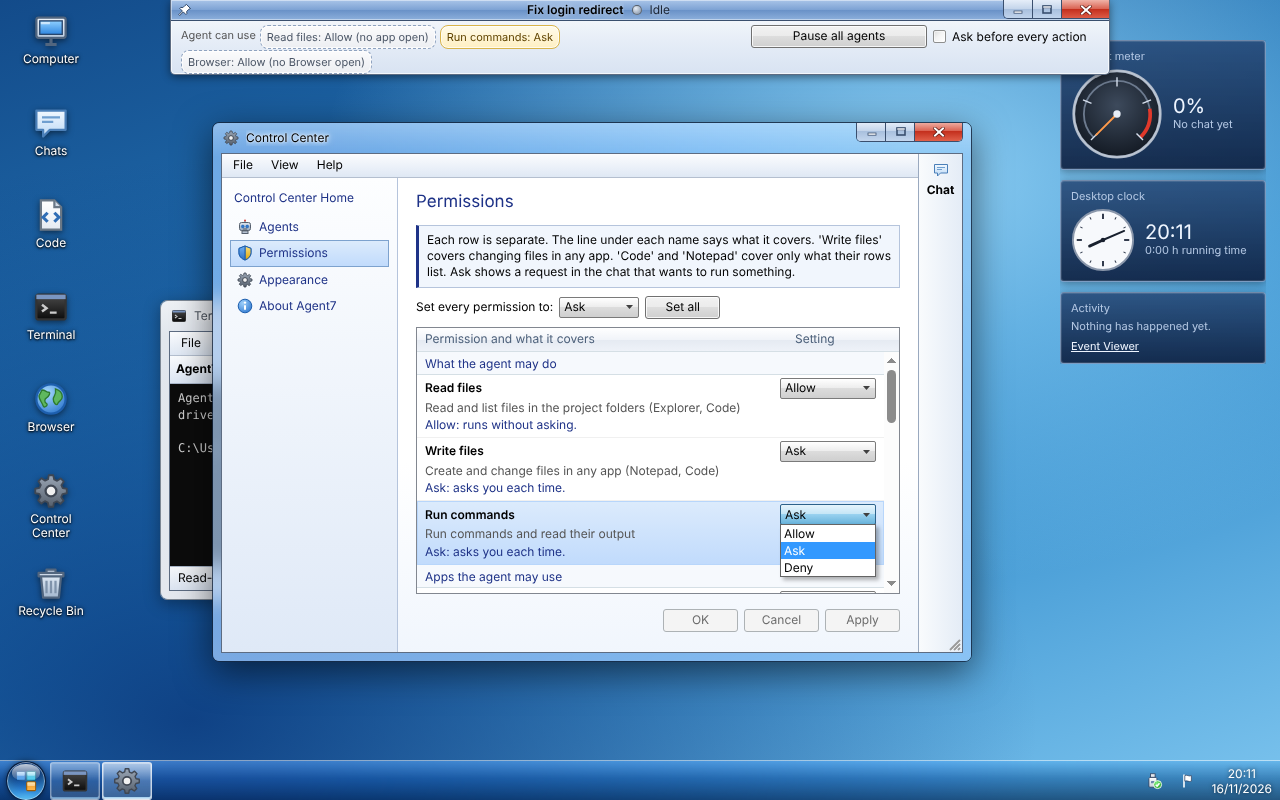 Computer
Chats
Code
Terminal
Browser
Control
Center
Recycle Bin
Fix login redirect Idle
Agent can use Read files: Allow (no app open) Run commands: Ask
Browser: Allow (no Browser open)
Pause all agents
Ask before every action
meter
0%
No chat yet
Desktop clock
20:11
0:00 h running time
Activity
Nothing has happened yet.
Event Viewer
File
Agent
drive
C:\Us
Read-
Control Center
File View Help
Chat
Control Center Home
Agents
Permissions
Appearance
About Agent7
Permissions
Each row is separate. The line under each name says what it covers. 'Write files'
covers changing files in any app. 'Code' and 'Notepad' cover only what their rows
list. Ask shows a request in the chat that wants to run something.
Set every permission to: Ask Set all
Permission and what it covers Setting
What the agent may do
Read files Allow
Read and list files in the project folders (Explorer, Code)
Allow: runs without asking.
Write files Ask
Create and change files in any app (Notepad, Code)
Ask: asks you each time.
Run commands Ask
Run commands and read their output
Ask: asks you each time.
Allow
Ask
Deny
Apps the agent may use
OK Cancel Apply
20:11
16/11/2026